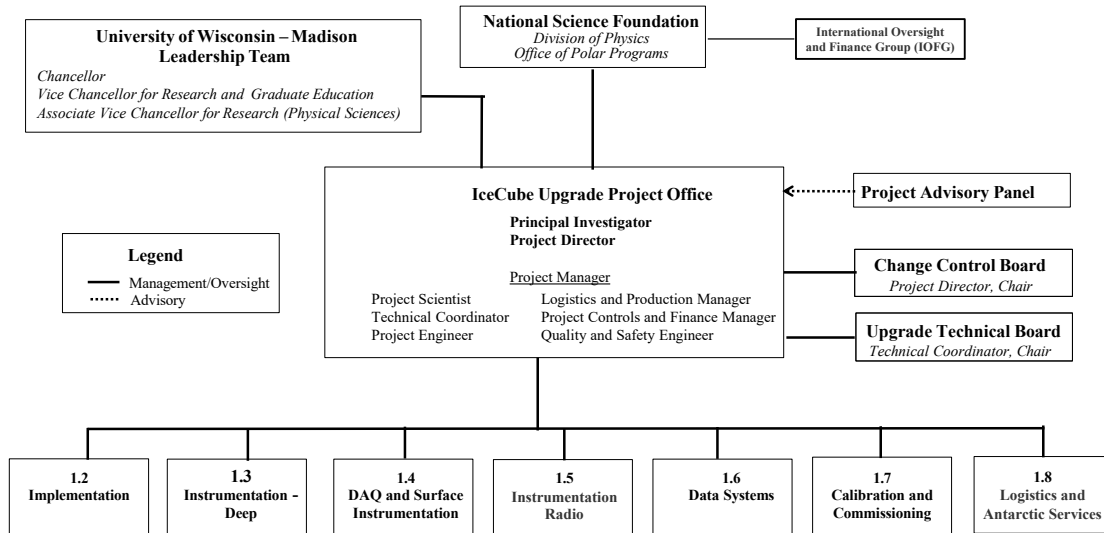 University of Wisconsin – Madison
Leadership Team
Chancellor
Vice Chancellor for Research and Graduate Education
Associate Vice Chancellor for Research (Physical Sciences)
National Science Foundation
Division of Physics
Office of Polar Programs
International Oversight
and Finance Group (IOFG)
IceCube Upgrade Project Office
Principal Investigator
Project Director
Project Manager
Project Scientist
Technical Coordinator
Project Engineer
Logistics and Production Manager
Project Controls and Finance Manager
Quality and Safety Engineer
Project Advisory Panel
Change Control Board
Project Director, Chair
Upgrade Technical Board
Technical Coordinator, Chair
Legend
Management/Oversight
Advisory
1.2
Implementation
1.3
Instrumentation –
Deep
1.4
DAQ and Surface
Instrumentation
1.5
Instrumentation
Radio
1.6
Data Systems
1.7
Calibration and
Commissioning
1.8
Logistics and
Antarctic Services